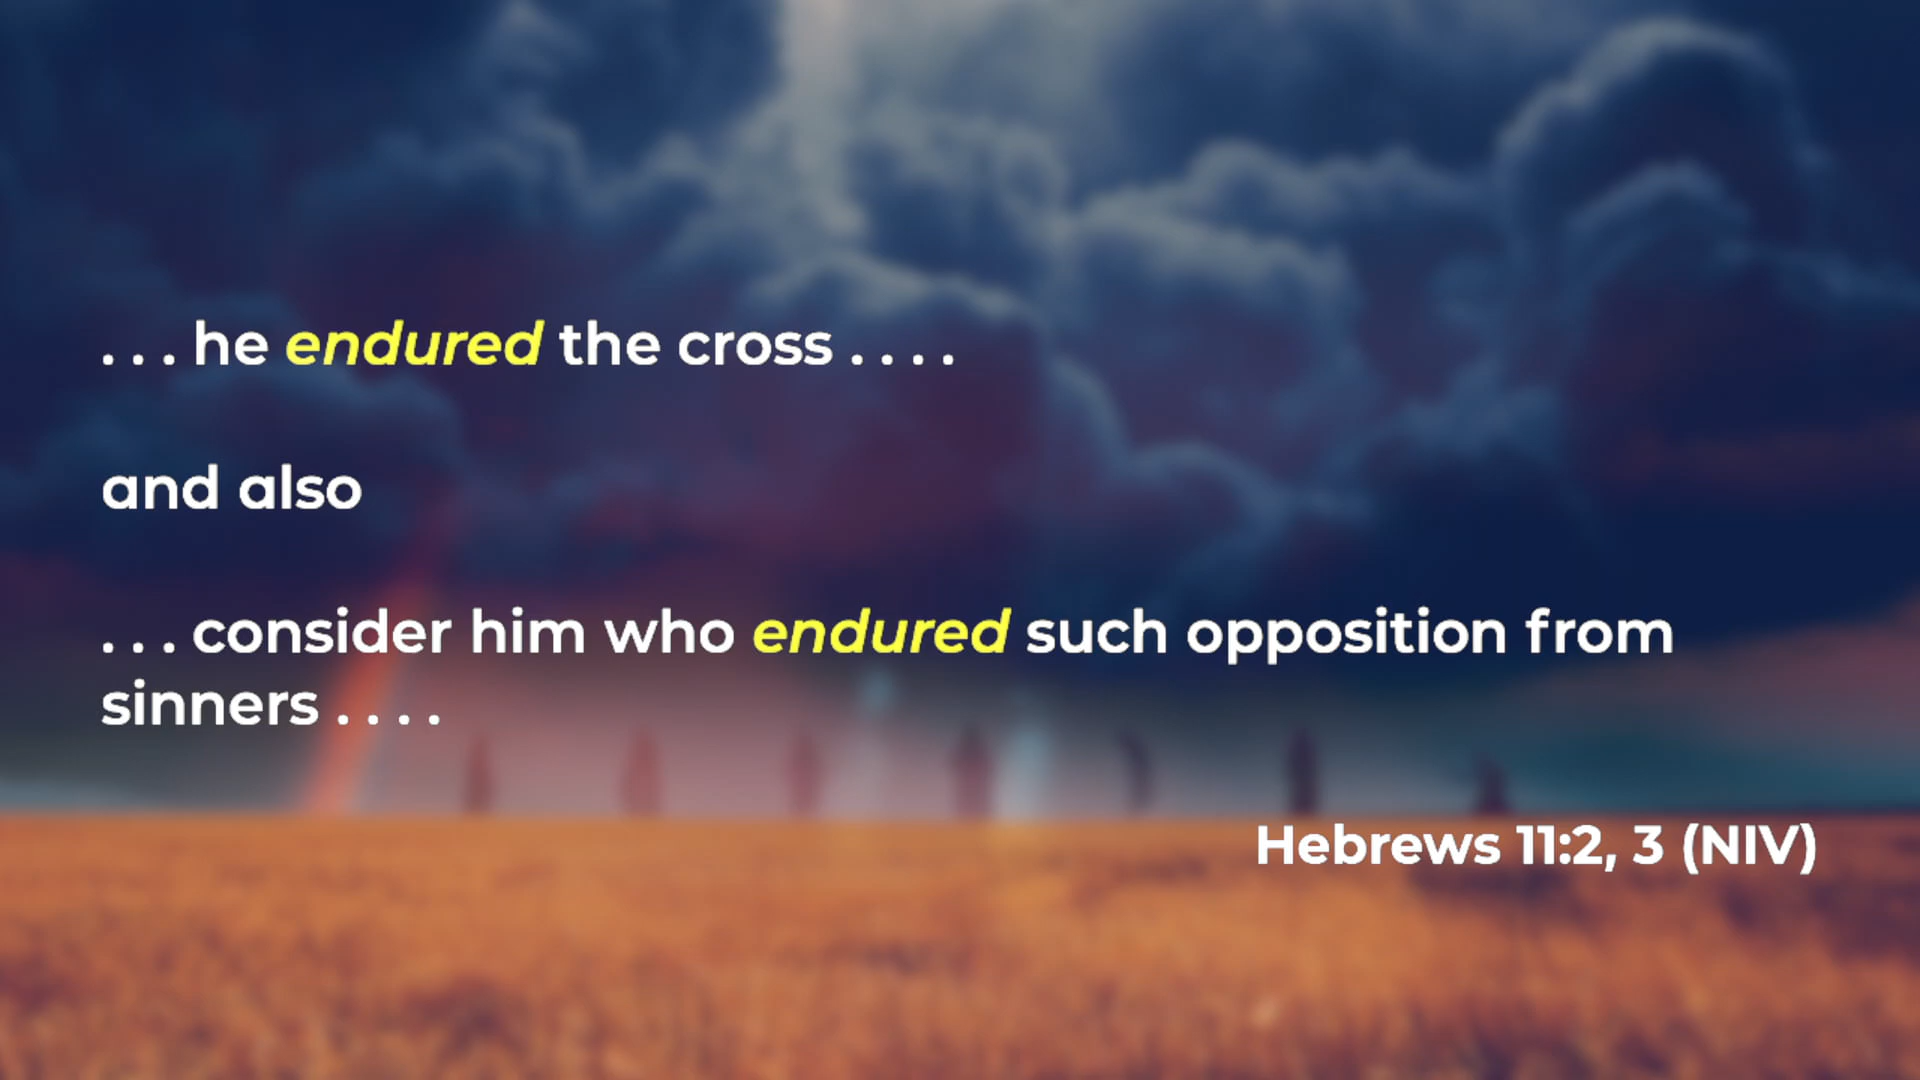 . . . he endured the cross . . . .
and also
. . . consider him who endured such opposition from
sinners . . . .
Hebrews 11:2, 3 (NIV)